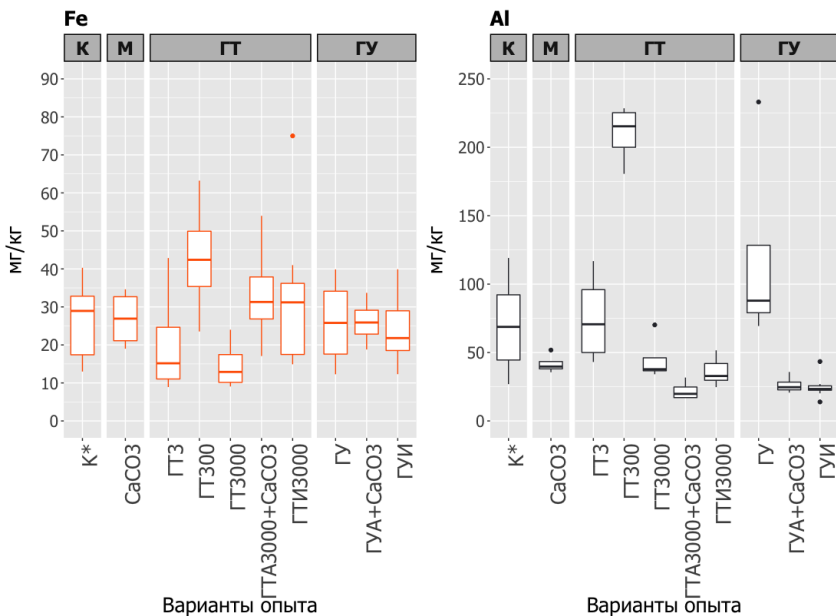 Fe
К М ГТ ГУ
90
80
70
60
50
40
30
20
10
0
мг/кг
К*
CaCO3
ГТ3
ГТ300
ГТ3000
ГТА3000+CaCO3
ГТИ3000
ГУ
ГУА+CaCO3
ГУИ
Варианты опыта
Al
К М ГТ ГУ
250
200
150
100
50
0
мг/кг
К*
CaCO3
ГТ3
ГТ300
ГТ3000
ГТА3000+CaCO3
ГТИ3000
ГУ
ГУА+CaCO3
ГУИ
Варианты опыта